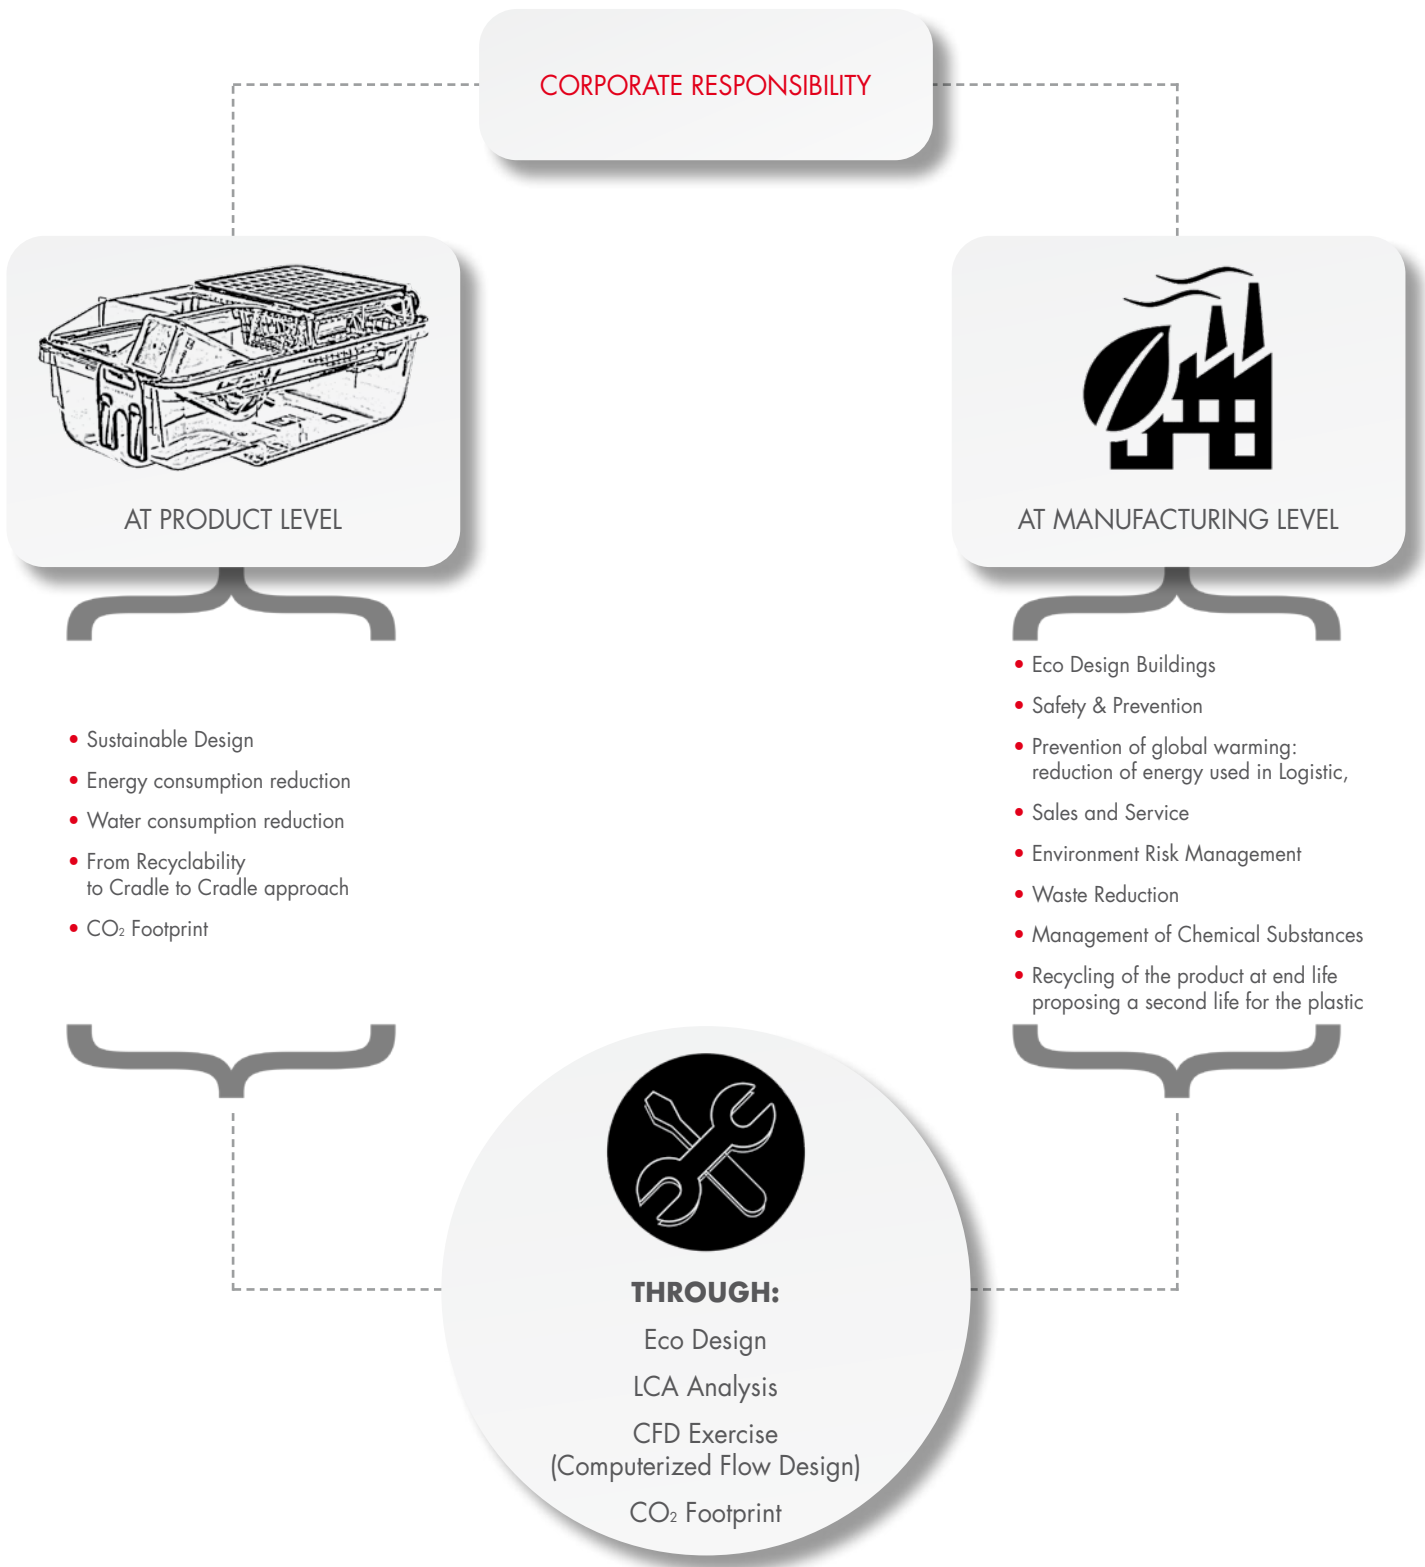 CORPORATE RESPONSIBILITY
AT PRODUCT LEVEL
• Sustainable Design
• Energy consumption reduction
• Water consumption reduction
• From Recyclability
to Cradle to Cradle approach
• CO₂ Footprint
AT MANUFACTURING LEVEL
• Eco Design Buildings
• Safety & Prevention
• Prevention of global warming:
reduction of energy used in Logistic,
• Sales and Service
• Environment Risk Management
• Waste Reduction
• Management of Chemical Substances
• Recycling of the product at end life
proposing a second life for the plastic
THROUGH:
Eco Design
LCA Analysis
CFD Exercise
(Computerized Flow Design)
CO₂ Footprint